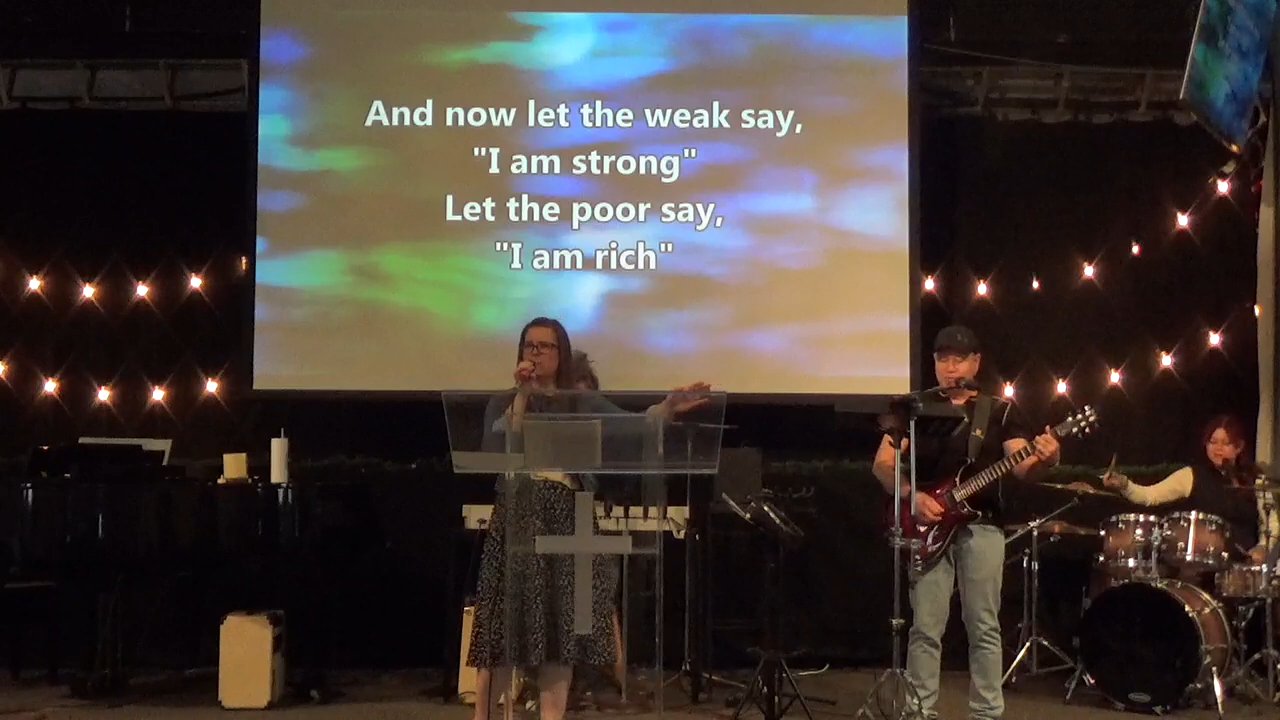 And now let the weak say,
"I am strong"
Let the poor say,
"I am rich"